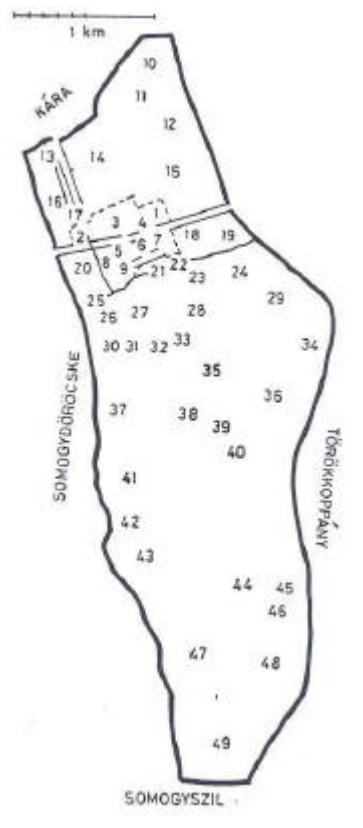 1 km
10
KÁRA
11
12
13 14
15
16
17 3 4 1
2 5 6 7 18 19
20 8 9 21 22 23 24
25 26 27 28 29
30 31 32 33 34
35
36
37 38 39
40
SOMOGYDÖRÖCSKE
TÖRÖKKOPPÁNY
41
42
43
44 45
46
47 48
49
SOMOGYSZIL